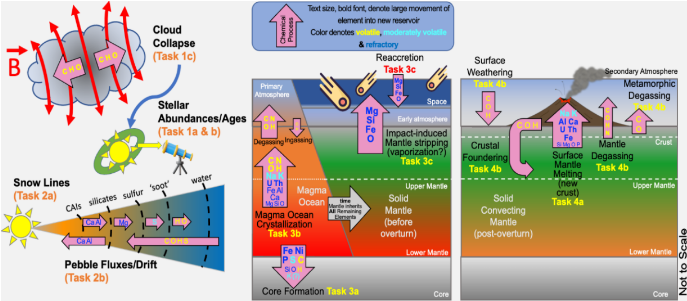 Cloud
Collapse
(Task 1c)
B
C H O
C H O
Stellar
Abundances/Ages
(Task 1a & b)
Snow Lines
(Task 2a)
CAIs
silicates
sulfur
'soot'
water
Ca Al
Mg
Ca Al
C O H S
Pebble Fluxes/Drift
(Task 2b)
Chemical
Process
Text size, bold font, denote large movement of
element into new reservoir
Color denotes volatile, moderately volatile
& refractory
Reaccretion
Task 3c
Mg
Si
Fe
O
Space
Primary
Atmosphere
Early atmosphere
C N
O H
Degassing
Ingassing
Mg
Si
Fe
O
Impact-induced
Mantle stripping
(vaporization?)
Task 3c
C N
O H
Na K
U Th
Fe Al
Ca
Mg Si O
Magma
Ocean
Magma Ocean
Crystallization
Task 3b
time
Mantle inherits
All Remaining
Elements
Upper Mantle
Solid
Mantle
(before
overturn)
Lower Mantle
Fe Ni
Si O
Core Formation Task 3a
Core
Surface
Weathering
Task 4b
Secondary Atmosphere
Metamorphic
Degassing
Task 4b
C O H
C O
Crust
Crustal
Foundering
Task 4b
Al Ca
U Th
Fe
Si Mg O P
Surface
Mantle
Melting
(new
crust)
Task 4a
Mantle
Degassing
Task 4b
Upper Mantle
Solid
Convecting
Mantle
(post-overturn)
Lower Mantle
Core
Not to Scale